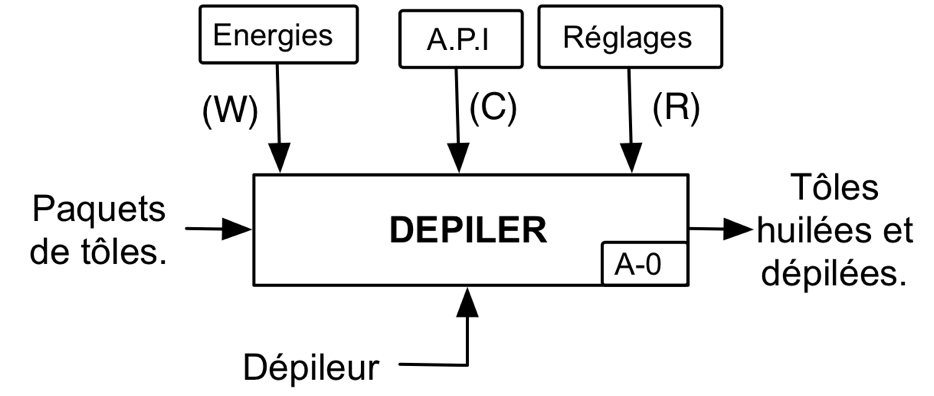 Energies
A.P.I
Réglages
(W)
(C)
(R)
Paquets
de tôles.
DEPILER
A-0
Tôles
huilées et
dépilées.
Dépileur